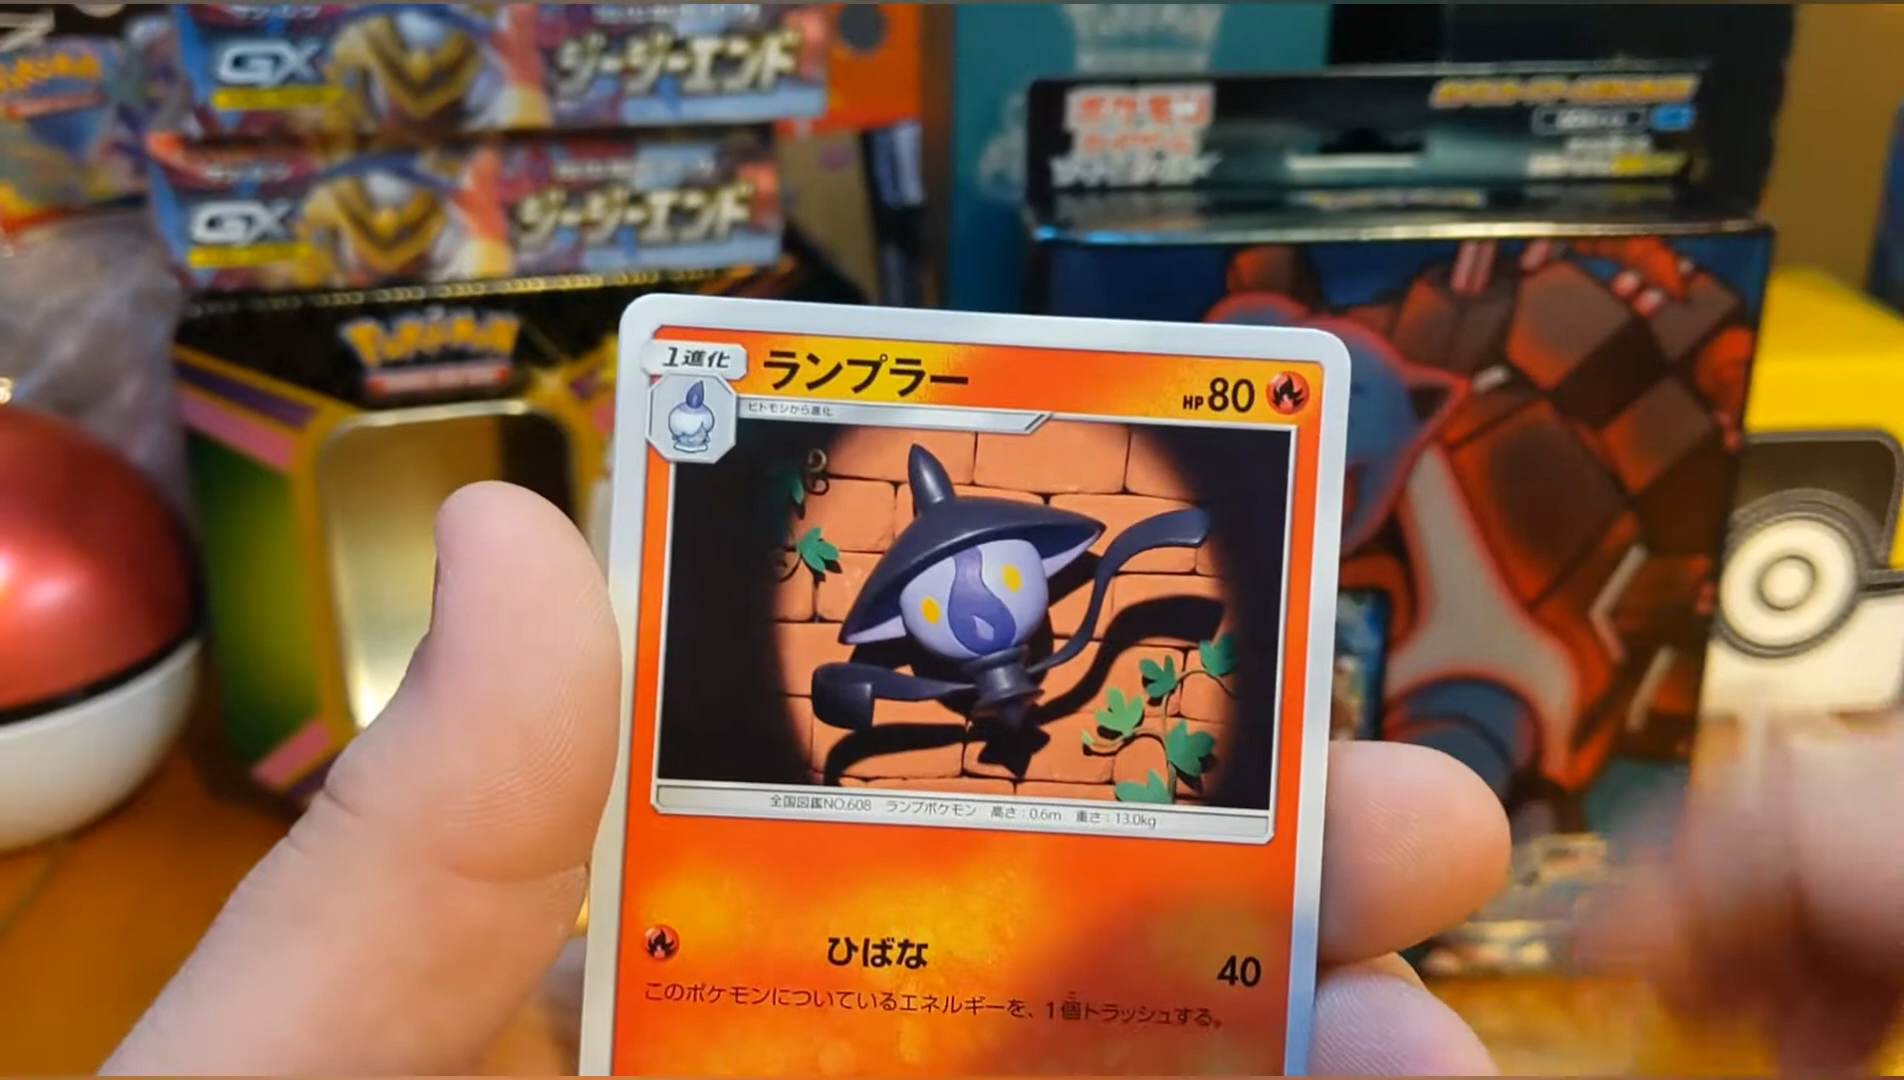 GX
ジージーエンド
GX
ジージーエンド
ポケモン
POKéMON
1進化
ランプラー
HP80
ヒトモシから進化
全国図鑑NO.608 ランプポケモン 高さ:0.6m 重さ:13.0kg
ひばな
40
このポケモンについているエネルギーを、1個トラッシュする。